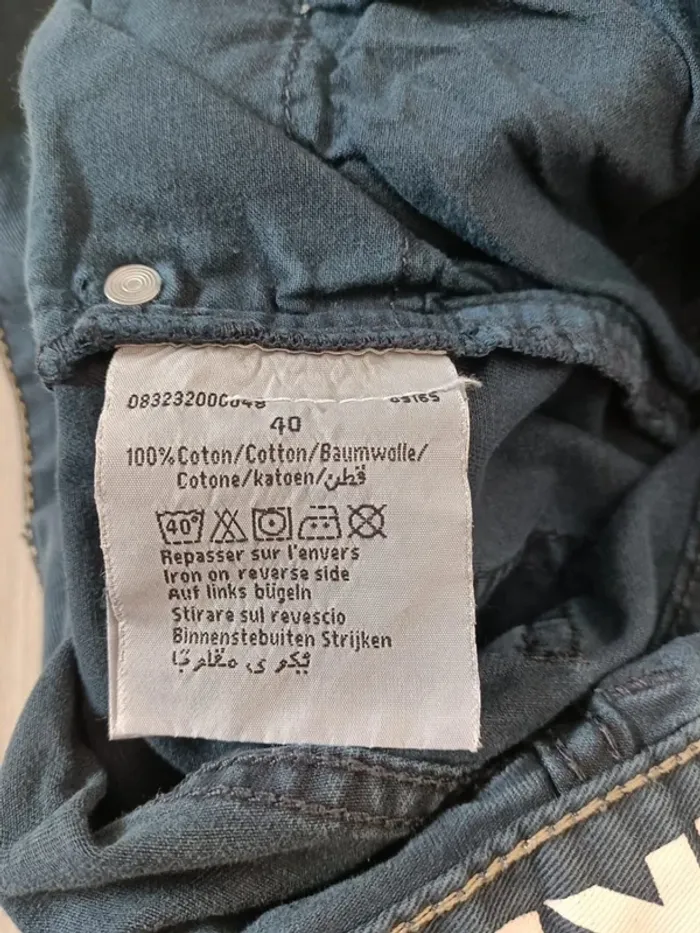 40
100% Coton/Cotton/Baumwolle/
Cotone/katoen/قطن
40°
Repasser sur l'envers
Iron on reverse side
Auf links bügeln
Stirare sul revescio
Binnenstebuiten Strijken